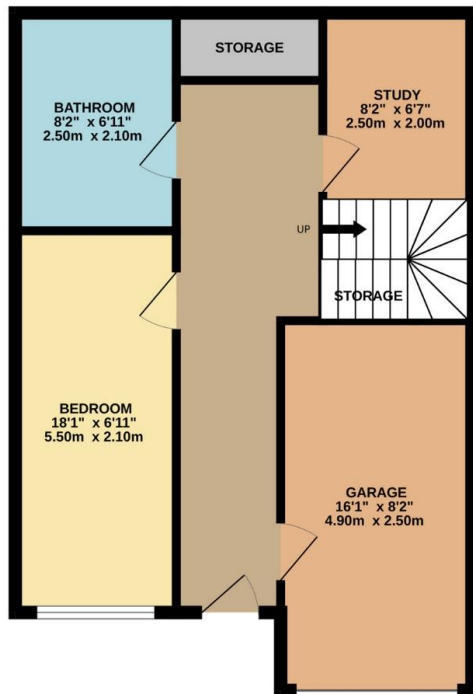 STORAGE
BATHROOM
8'2" x 6'11"
2.50m x 2.10m
STUDY
8'2" x 6'7"
2.50m x 2.00m
UP
STORAGE
BEDROOM
18'1" x 6'11"
5.50m x 2.10m
GARAGE
16'1" x 8'2"
4.90m x 2.50m